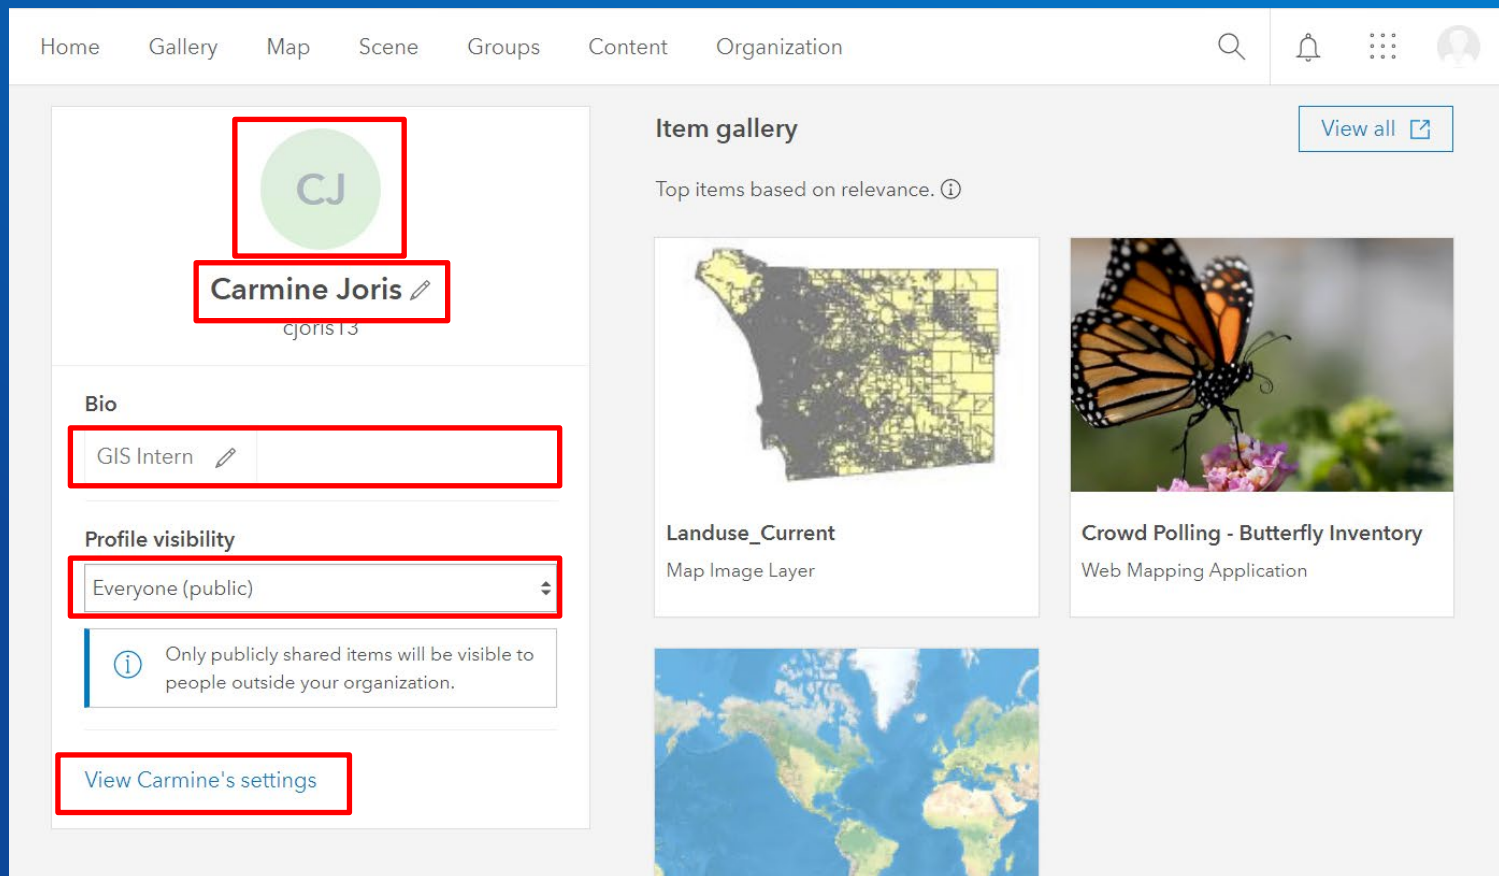 Home Gallery Map Scene Groups Content Organization
CJ
Carmine Joris
cjoris13
Bio
GIS Intern
Profile visibility
Everyone (public)
Only publicly shared items will be visible to
people outside your organization.
View Carmine's settings
Item gallery
View all
Top items based on relevance.
Landuse_Current
Map Image Layer
Crowd Polling - Butterfly Inventory
Web Mapping Application